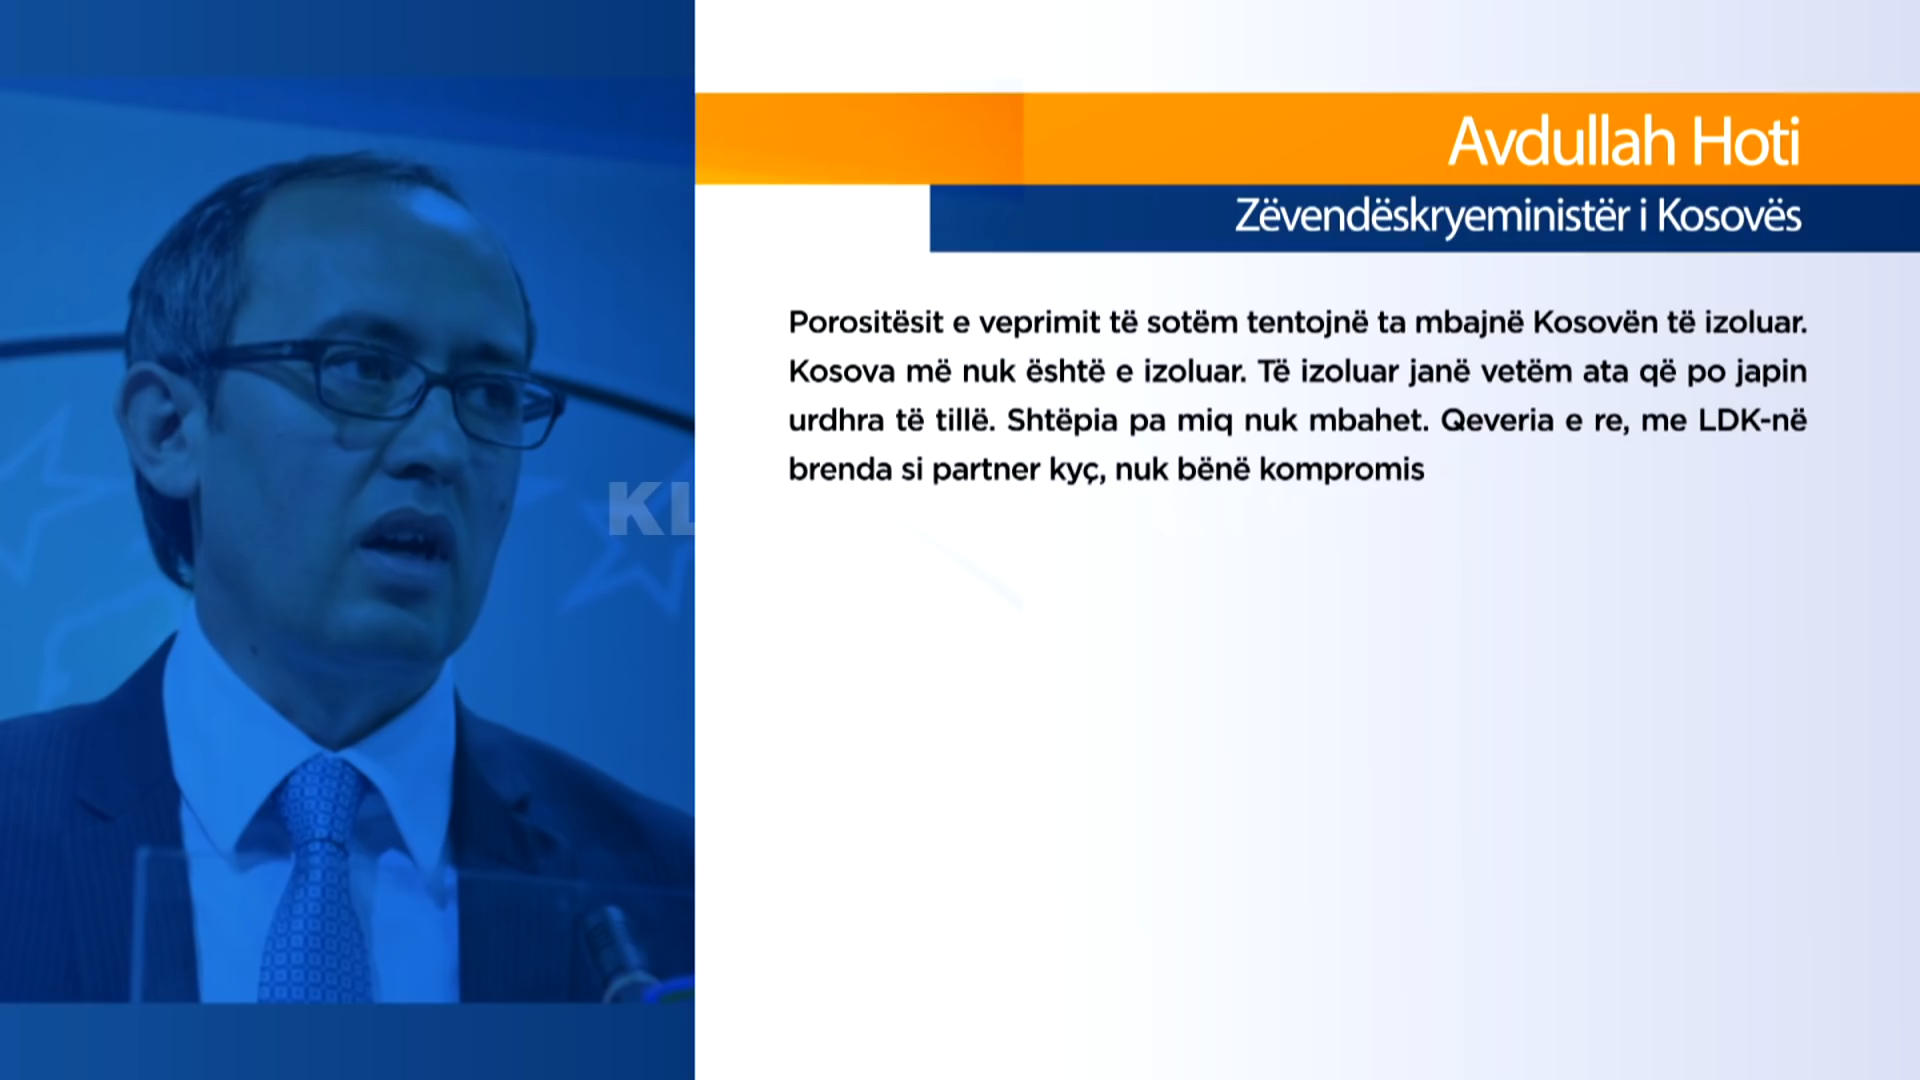 Avdullah Hoti
Zëvendëskryeministër i Kosovës
Porositësit e veprimit të sotëm tentojnë ta mbajnë Kosovën të izoluar.
Kosova më nuk është e izoluar. Të izoluar janë vetëm ata që po japin
urdhra të tillë. Shtëpia pa miq nuk mbahet. Qeveria e re, me LDK-në
brenda si partner kyç, nuk bënë kompromis
KL